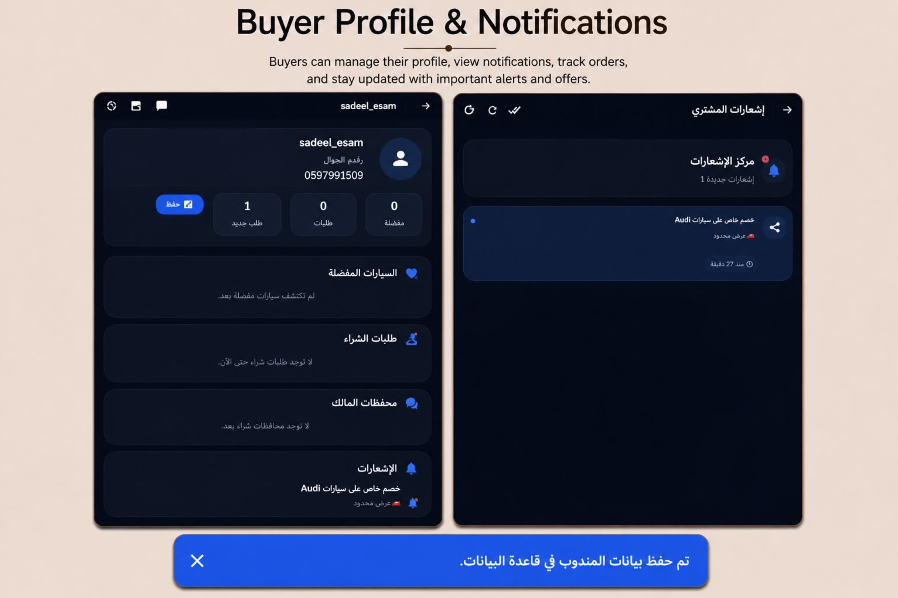 Buyer Profile & Notifications
Buyers can manage their profile, view notifications, track orders,
and stay updated with important alerts and offers.
sadeel_esam
sadeel_esam
رقدم الجوال
0597991509
0
مفضلة
0
طلبات
1
طلب جديد
حفظ
السيارات المفضلة
لم تكتشف سيارات مفضلة بعد.
طلبات الشراء
لا توجد طلبات شراء حتى الآن.
محفظات المالك
لا توجد محافظات شراء بعد.
الإشعارات
خصم خاص على سيارات Audi
عرض محدود
إشعارات المشتري
مركز الإشعارات
إشعارات جديدة 1
خصم خاص على سيارات Audi
عرض محدود
منذ 27 دقيقة
تم حفظ بيانات المندوب في قاعدة البيانات.